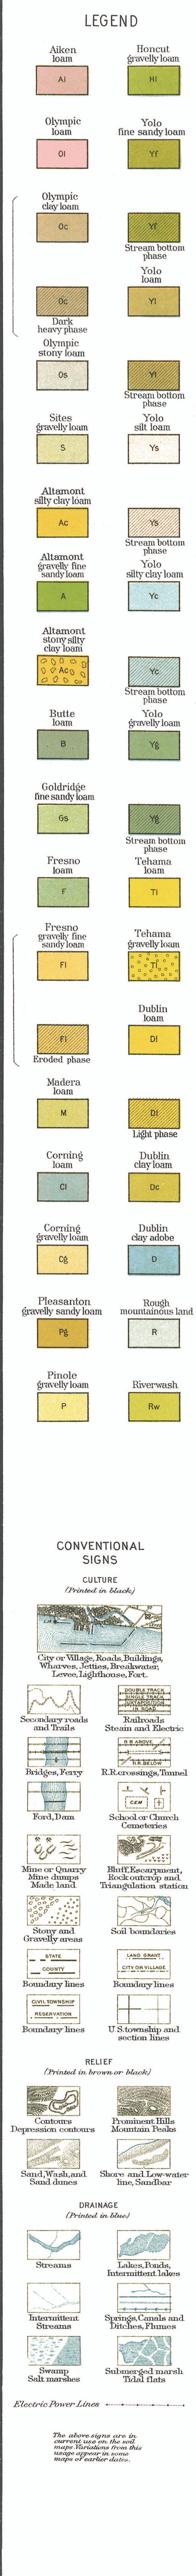 LEGEND
Aiken
loam
Al
Olympic
loam
Ol
Olympic
clay loam
Oc
Oc
Dark
heavy phase
Olympic
stony loam
Os
Sites
gravelly loam
S
Altamont
silty clay loam
Ac
Altamont
gravelly fine
sandy loam
A
Altamont
stony silty
clay loam
Ac
Butte
loam
B
Goldridge
fine sandy loam
Gs
Fresno
loam
F
Fresno
gravelly fine
sandy loam
Fl
Fl
Eroded phase
Madera
loam
M
Corning
loam
Cl
Corning
gravelly loam
Cg
Pleasanton
gravelly sandy loam
Pg
Pinole
gravelly loam
P
Honcut
gravelly loam
Hl
Yolo
fine sandy loam
Yf
Yf
Stream bottom
phase
Yolo
loam
Yl
Yl
Stream bottom
phase
Yolo
silt loam
Ys
Ys
Stream bottom
phase
Yolo
silty clay loam
Yc
Yc
Stream bottom
phase
Yolo
gravelly loam
Yg
Yg
Stream bottom
phase
Tehama
loam
Tl
Tehama
gravelly loam
Tl
Dublin
loam
Dl
Dl
Light phase
Dublin
clay loam
Dc
Dublin
clay adobe
D
Rough
mountainous land
R
Riverwash
Rw
CONVENTIONAL
SIGNS
CULTURE
(Printed in black)
City or Village, Roads, Buildings,
Wharves, Jetties, Breakwater,
Levee, Lighthouse, Fort.
Secondary roads
and Trails
DOUBLE TRACK
SINGLE TRACK
JUXTAPOSITION
IN ROAD
Railroads
Steam and Electric
Bridges, Ferry
R.R. ABOVE
R.R. BELOW
R.R. crossings, Tunnel
Ford, Dam
CEM
School or Church
Cemeteries
Mine or Quarry
Mine dumps
Made land
Bluff, Escarpment,
Rock outcrop and
Triangulation station
Stony and
Gravelly areas
Soil boundaries
STATE
COUNTY
Boundary lines
LAND GRANT
CITY OR VILLAGE
Boundary lines
CIVIL TOWNSHIP
RESERVATION
Boundary lines
U.S. township and
section lines
RELIEF
(Printed in brown or black)
Contours
Depression contours
Prominent Hills
Mountain Peaks
Sand, Wash, and
Sand dunes
Shore and Low-water
line, Sandbar
DRAINAGE
(Printed in blue)
Streams
Lakes, Ponds,
Intermittent lakes
Intermittent
Streams
Springs, Canals and
Ditches, Flumes
Swamp
Salt marshes
Submerged marsh
Tidal flats
Electric Power Lines
The above signs are in
current use on the soil
maps. Variations from this
usage appear in some
maps of earlier dates.